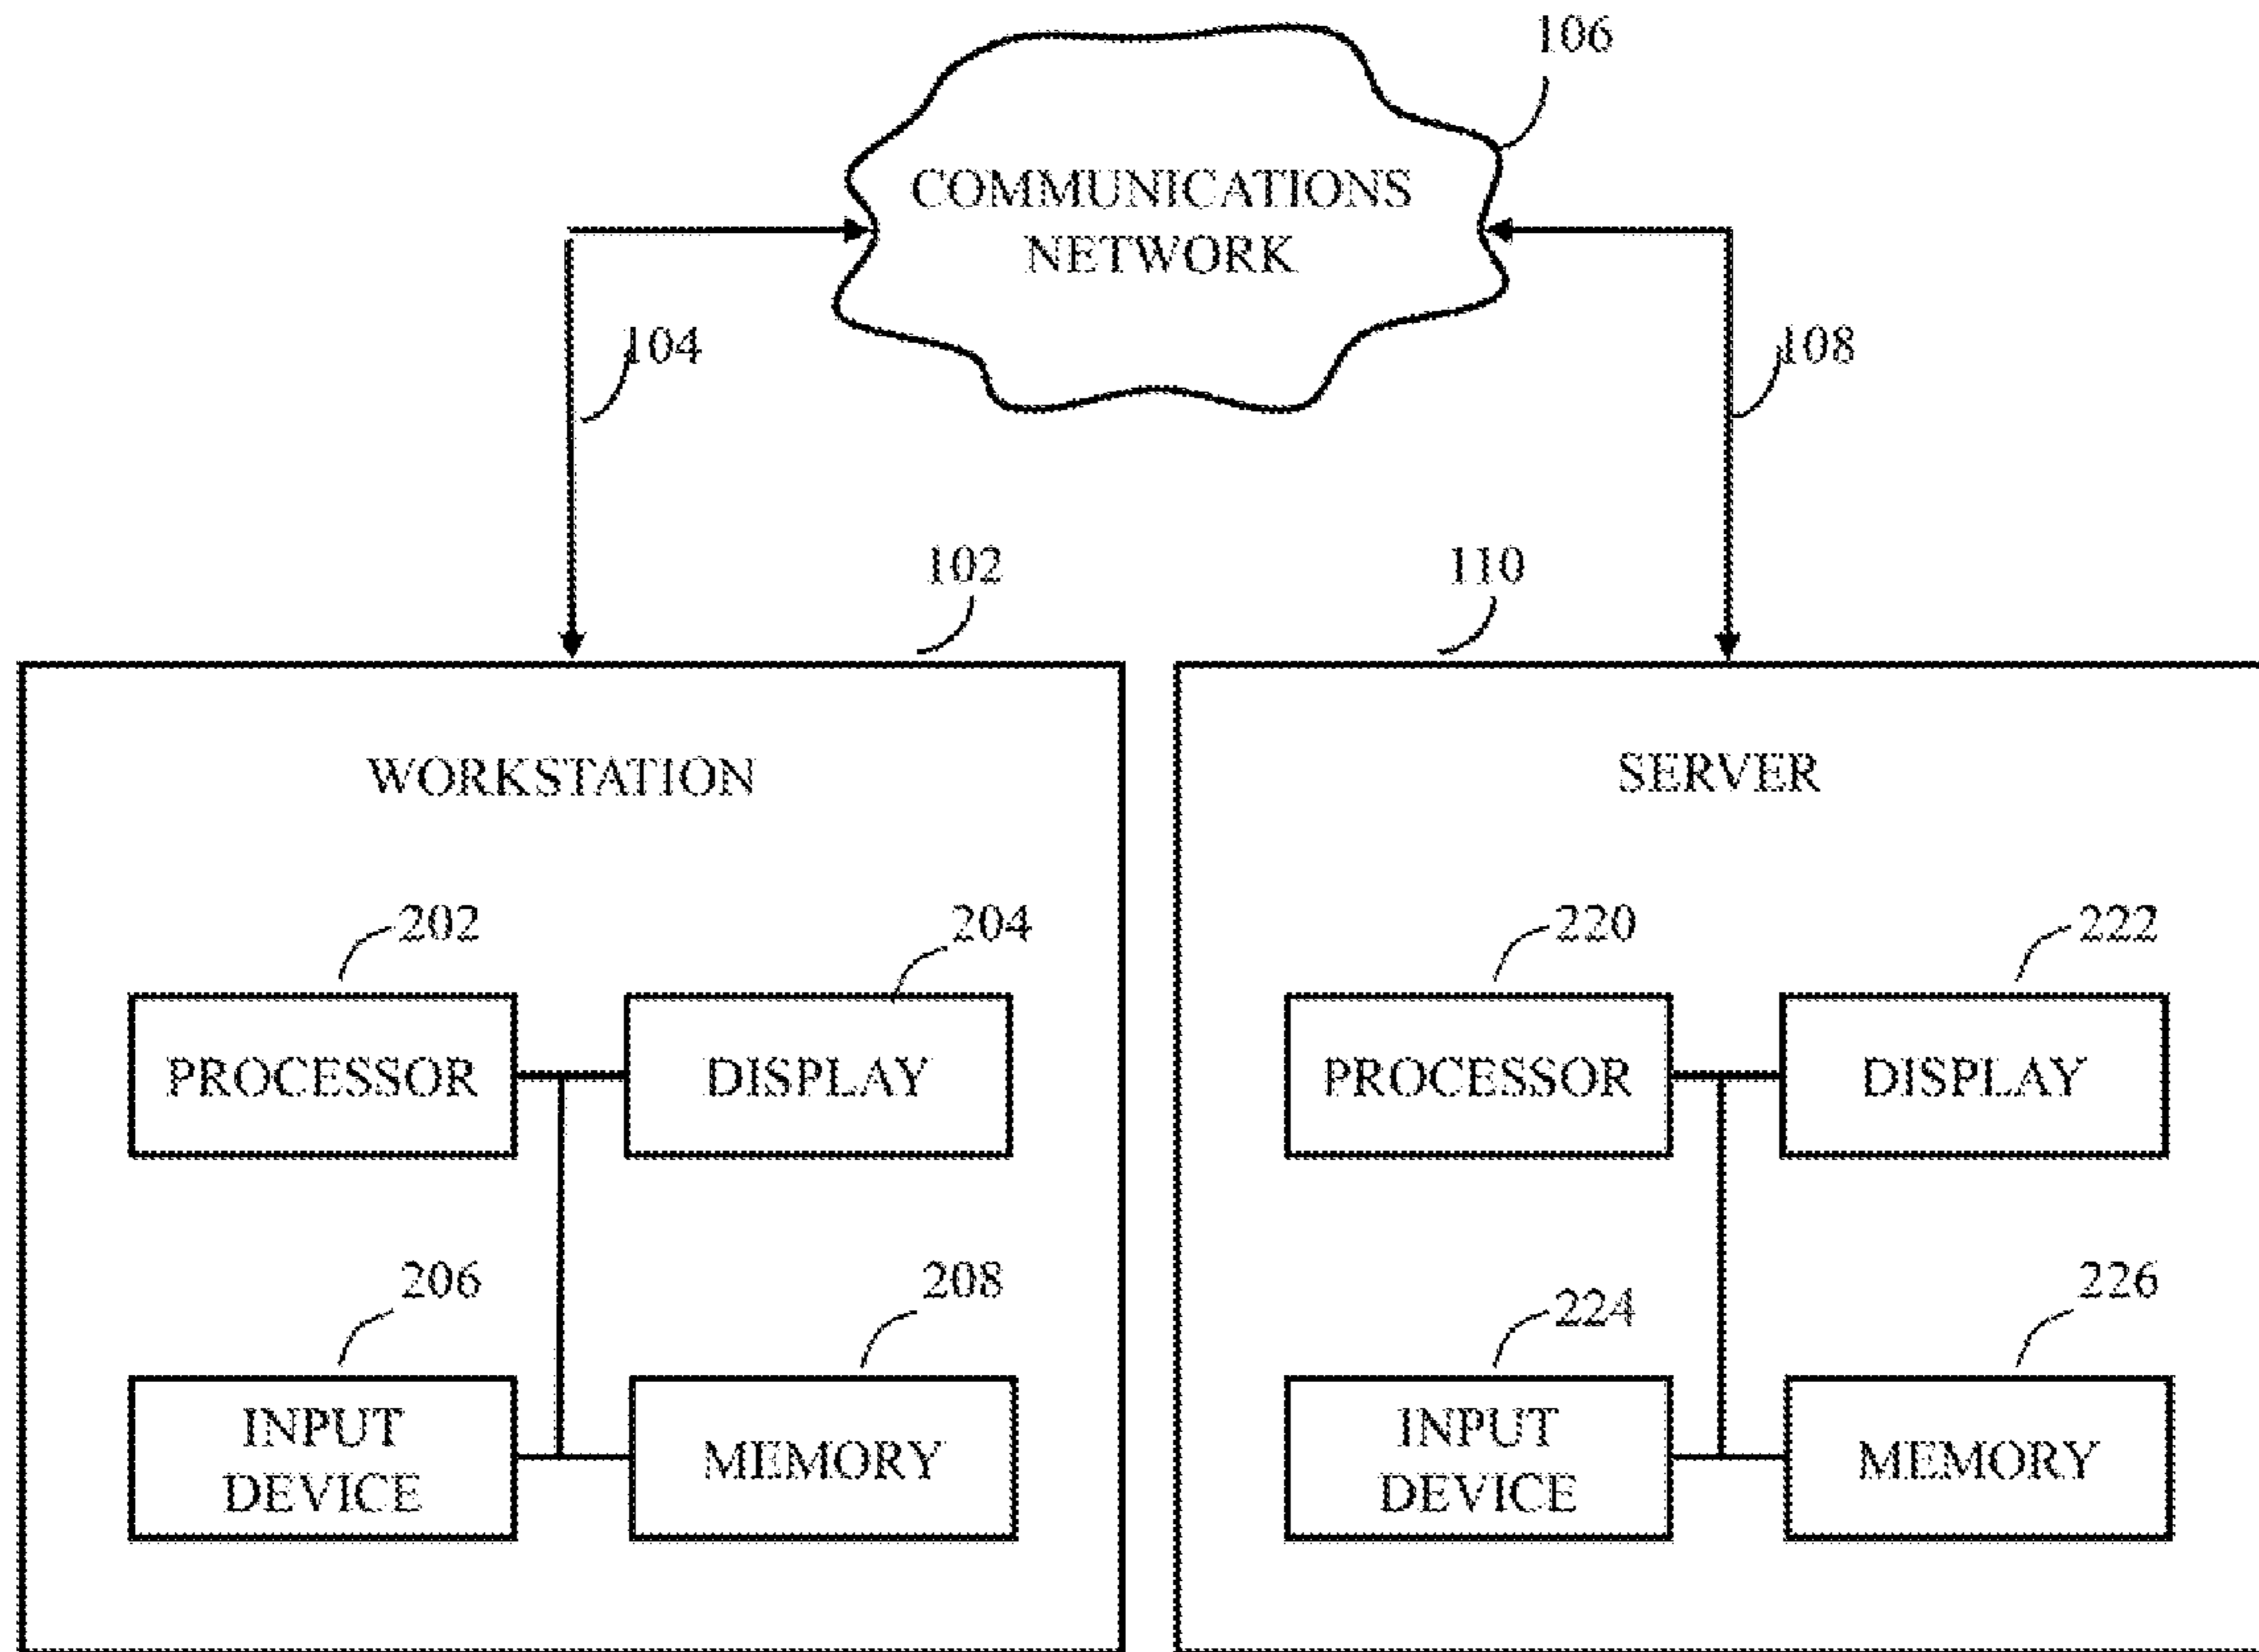 106
COMMUNICATIONS
NETWORK
104
108
102
110
WORKSTATION
SERVER
202
204
220
222
PROCESSOR
DISPLAY
PROCESSOR
DISPLAY
206
208
224
226
INPUT
DEVICE
MEMORY
INPUT
DEVICE
MEMORY